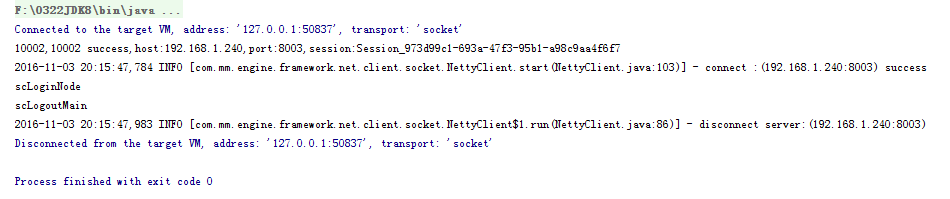 F:\0322JDK8\bin\java ...
Connected to the target VM, address: '127.0.0.1:50837', transport: 'socket'
10002,10002 success,host:192.168.1.240,port:8003,session:Session_973d99c1-693a-47f3-95b1-a98c9aa4f6f7
2016-11-03 20:15:47,784 INFO [com.mm.engine.framework.net.client.socket.NettyClient.start(NettyClient.java:103)] - connect :(192.168.1.240:8003) success
scLoginNode
scLogoutMain
2016-11-03 20:15:47,983 INFO [com.mm.engine.framework.net.client.socket.NettyClient$1.run(NettyClient.java:86)] - disconnect server:(192.168.1.240:8003)
Disconnected from the target VM, address: '127.0.0.1:50837', transport: 'socket'
Process finished with exit code 0